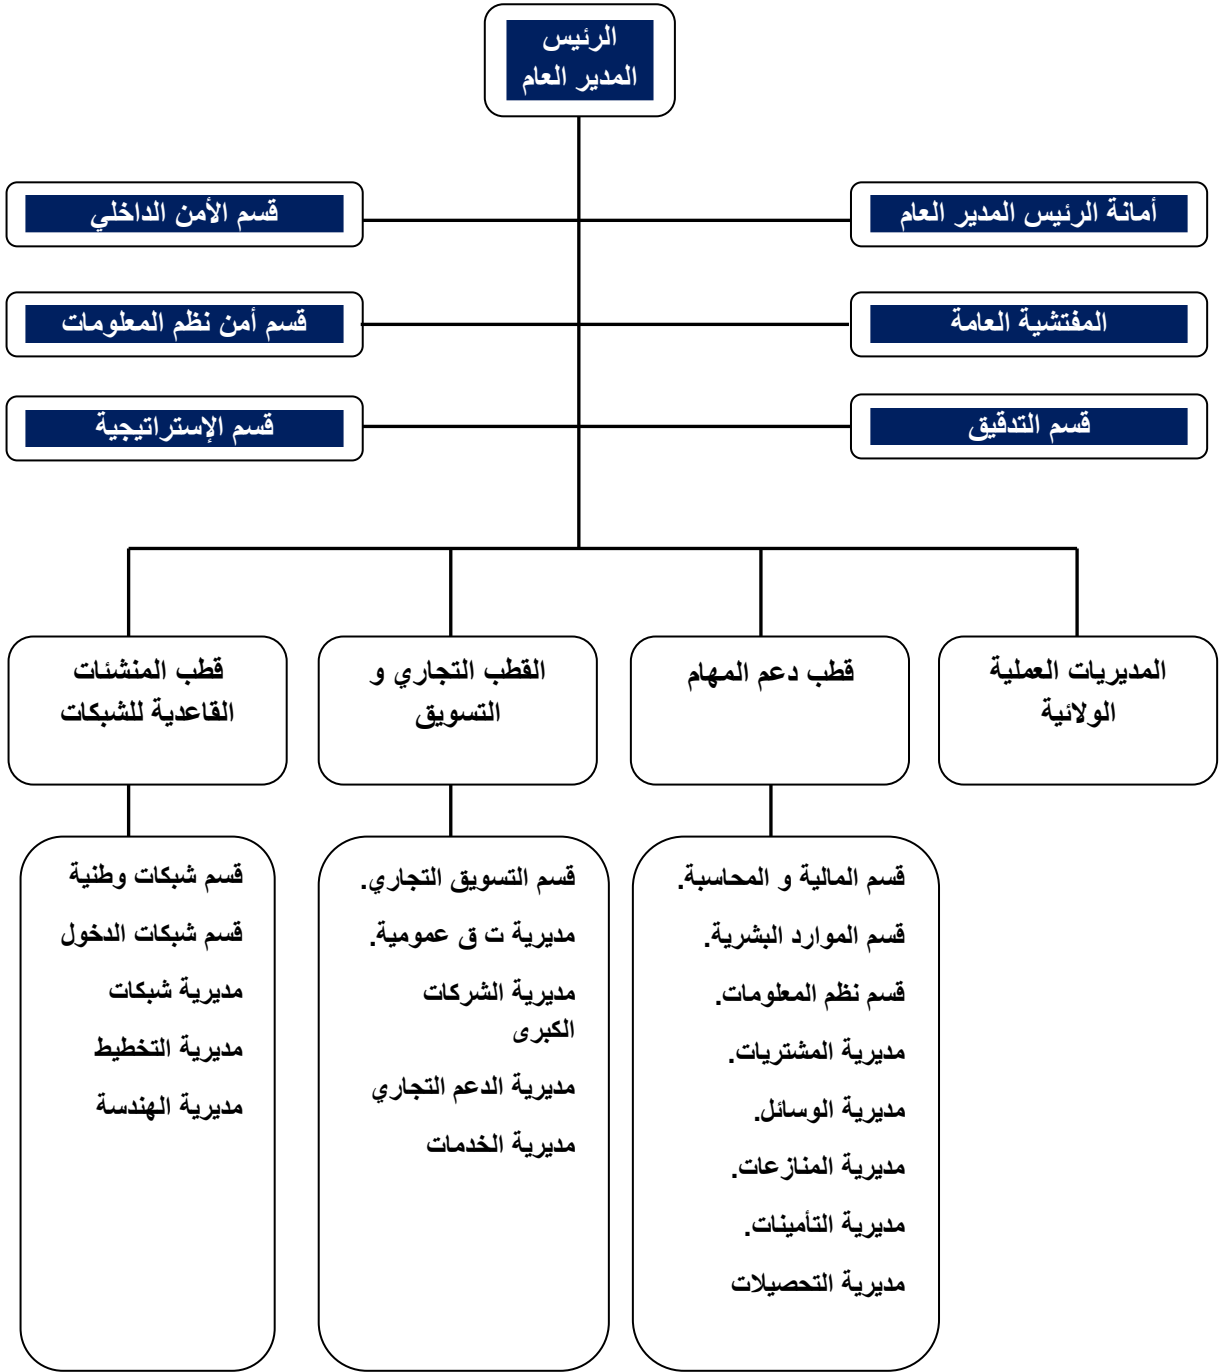 الرئيس
المدير العام
أمانة الرئيس المدير العام
قسم الأمن الداخلي
المفتشية العامة
قسم أمن نظم المعلومات
قسم التدقيق
قسم الإستراتيجية
المديريات العملية
الولائية
قطب دعم المهام
القطب التجاري و
التسويق
قطب المنشئات
القاعدية للشبكات
قسم المالية و المحاسبة.
قسم الموارد البشرية.
قسم نظم المعلومات.
مديرية المشتريات.
مديرية الوسائل.
مديرية المنازعات.
مديرية التأمينات.
مديرية التحصيلات
قسم التسويق التجاري.
مديرية ت ق عمومية.
مديرية الشركات
الكبرى
مديرية الدعم التجاري
مديرية الخدمات
قسم شبكات وطنية
قسم شبكات الدخول
مديرية شبكات
مديرية التخطيط
مديرية الهندسة